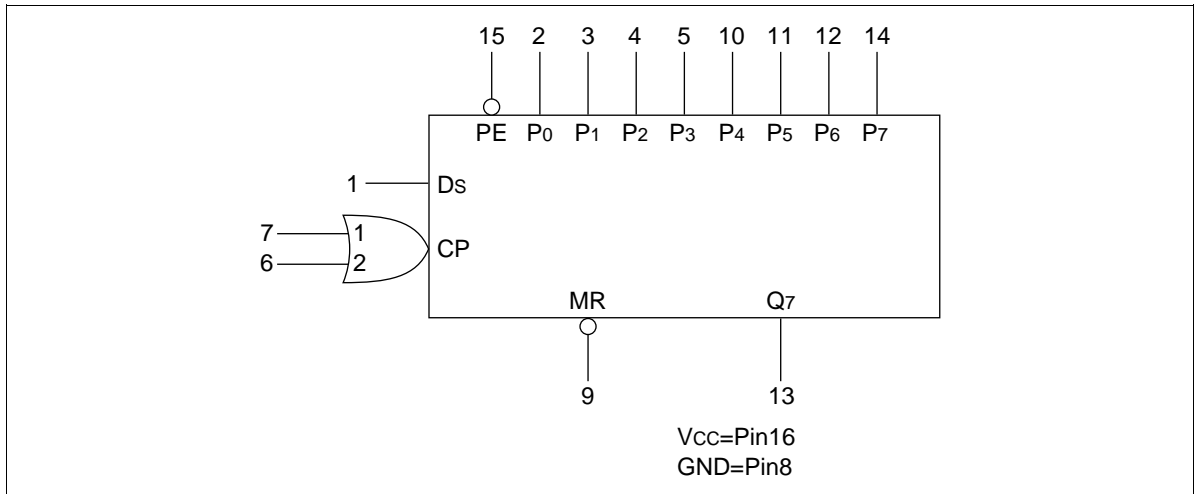 15 2 3 4 5 10 11 12 14
PE P0 P1 P2 P3 P4 P5 P6 P7
1 DS
7 1
CP
6 2
MR Q7
9 13
VCC=Pin16
GND=Pin8